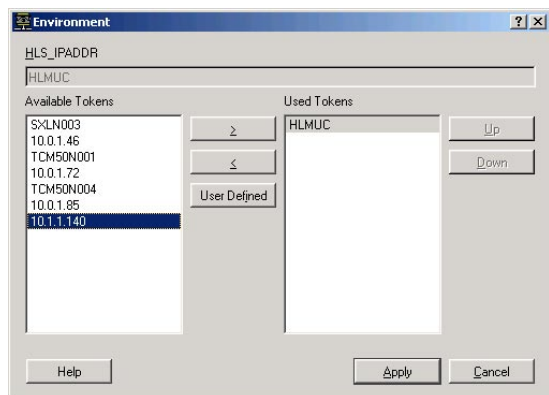 Environment
HLS_IPADDR
HLMUC
Available Tokens
Used Tokens
SXLN003
10.0.1.46
TCM50N001
10.0.1.72
TCM50N004
10.0.1.85
10.1.1.140
>
<
User Defined
HLMUC
Up
Down
Help
Apply
Cancel